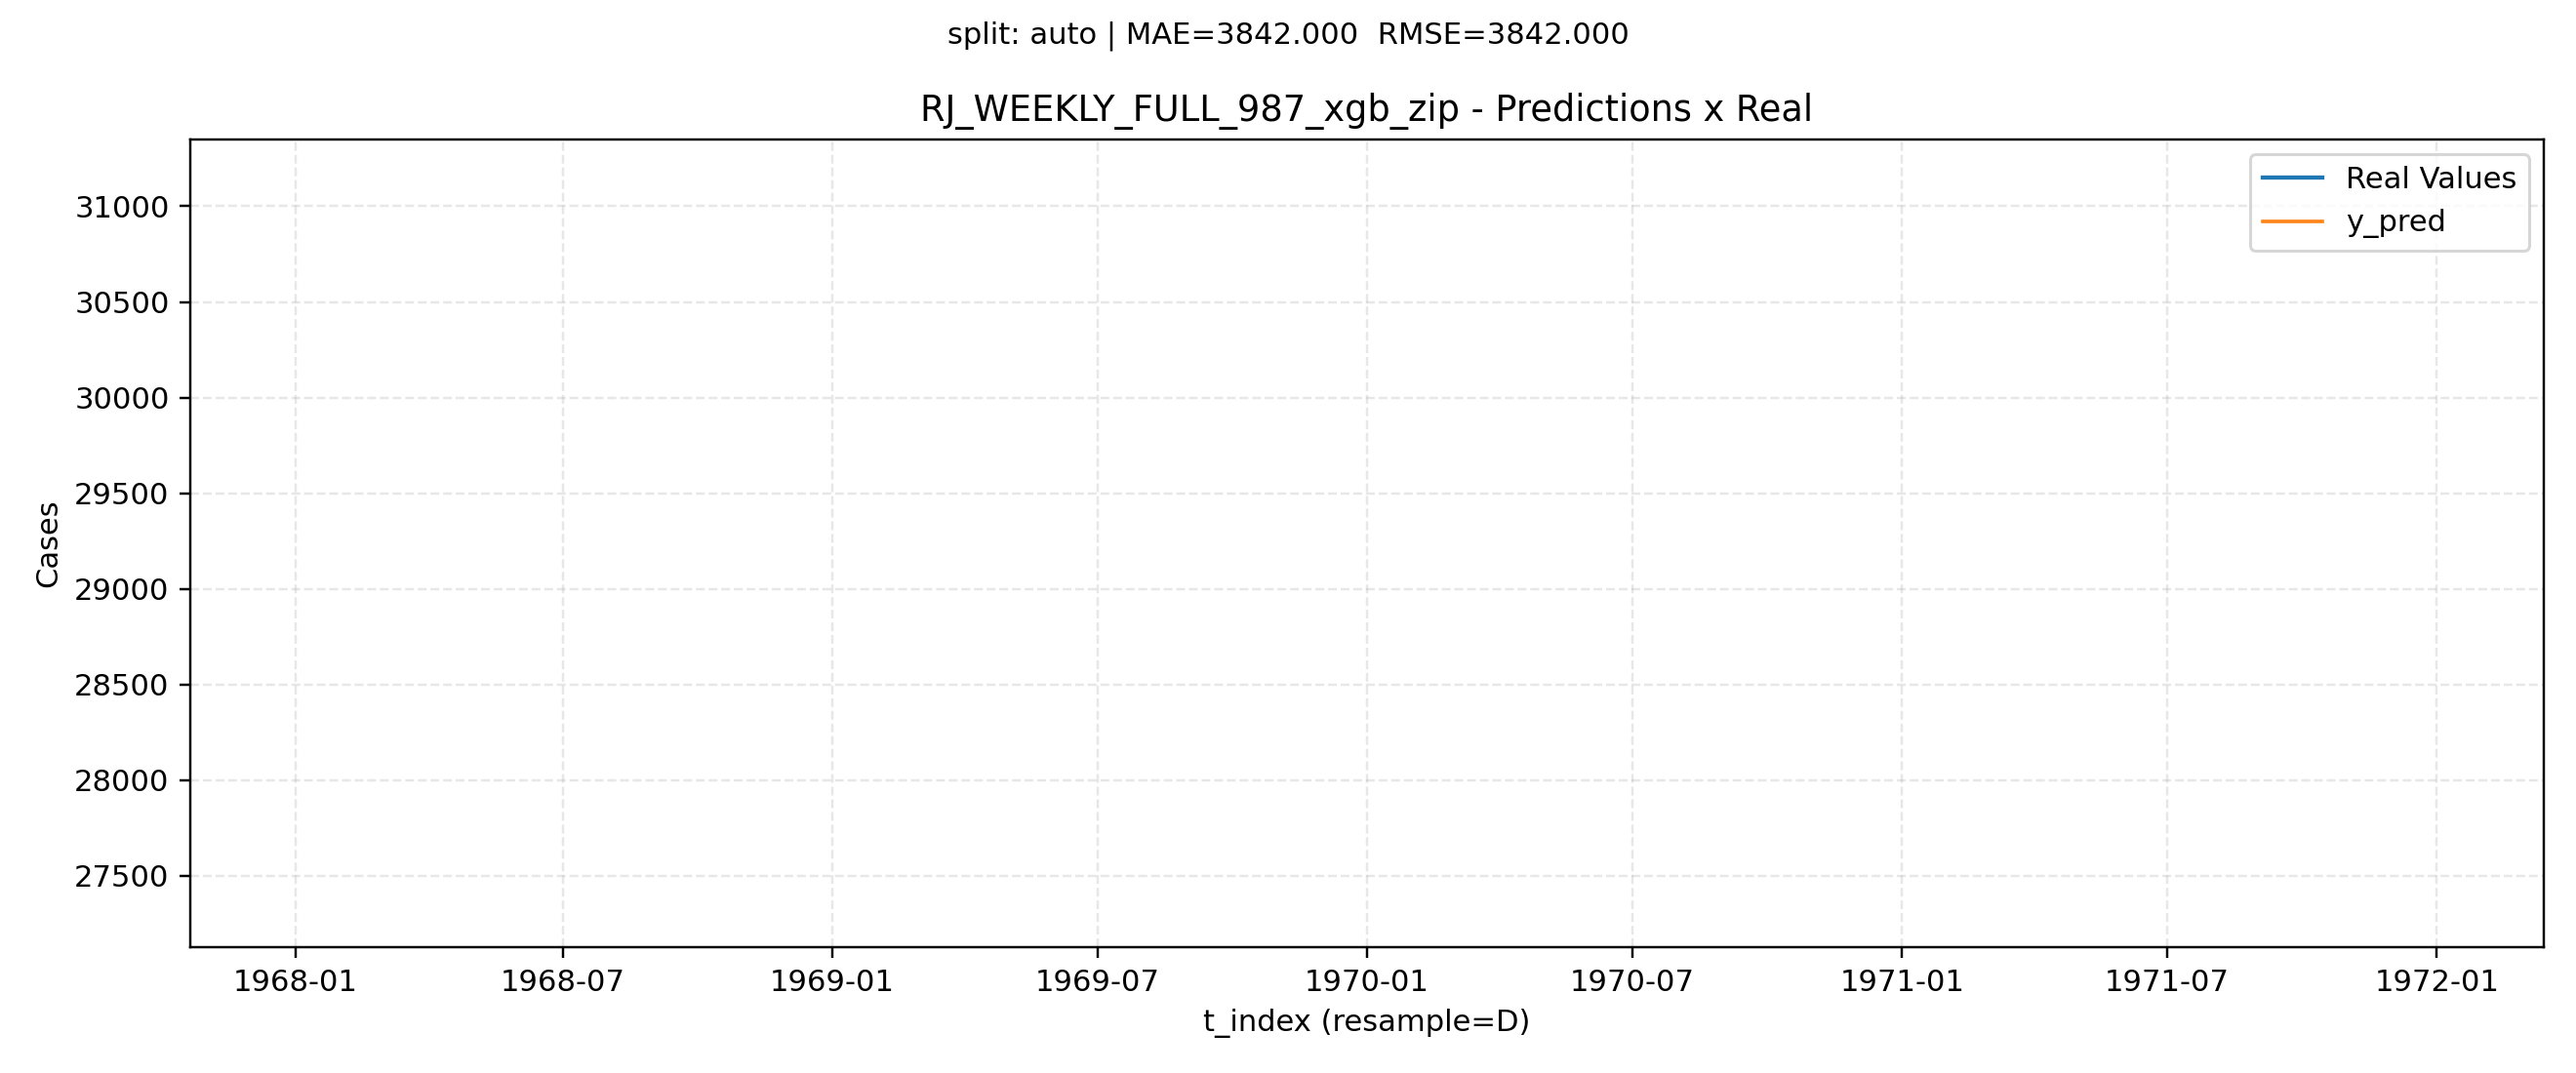 split: auto | MAE=3842.000  RMSE=3842.000
RJ_WEEKLY_FULL_987_xgb_zip - Predictions x Real
Real Values
y_pred
31000
30500
30000
29500
29000
28500
28000
27500
Cases
1968-01 1968-07 1969-01 1969-07 1970-01 1970-07 1971-01 1971-07 1972-01
t_index (resample=D)